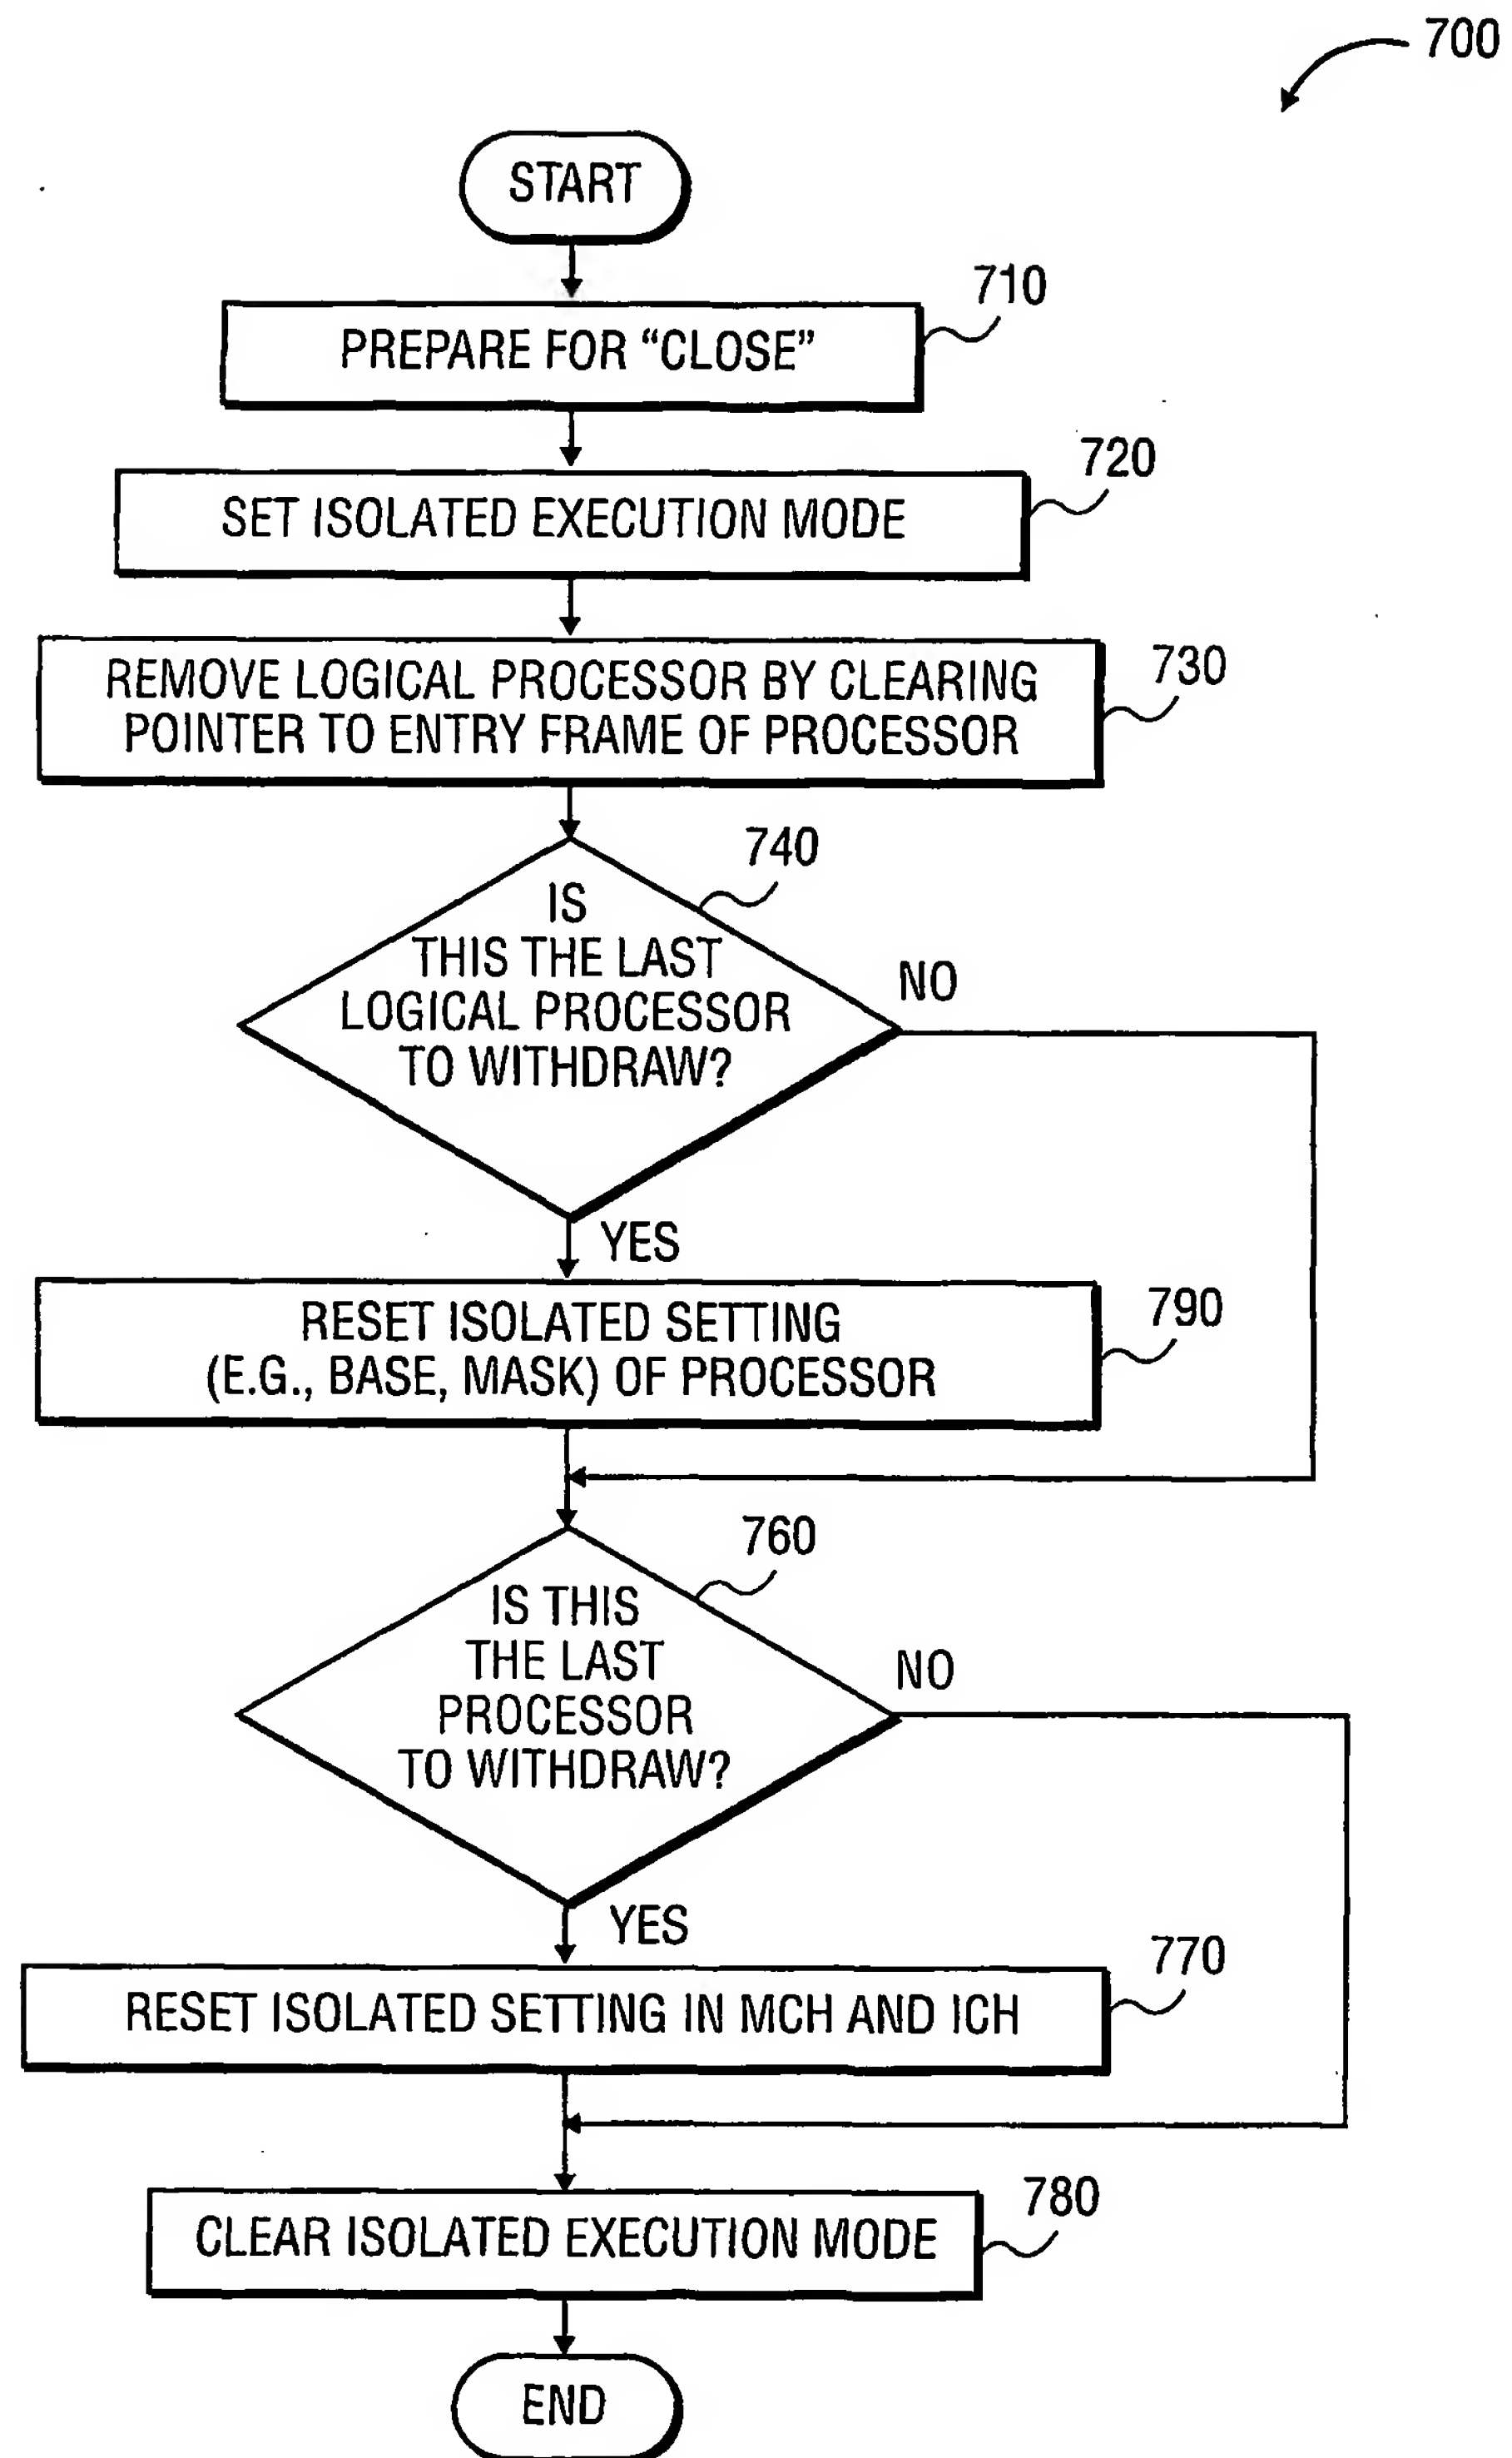 700
START
710
PREPARE FOR “CLOSE”
720
SET ISOLATED EXECUTION MODE
730
REMOVE LOGICAL PROCESSOR BY CLEARING
POINTER TO ENTRY FRAME OF PROCESSOR
740
IS
THIS THE LAST
LOGICAL PROCESSOR
TO WITHDRAW?
NO
YES
790
RESET ISOLATED SETTING
(E.G., BASE, MASK) OF PROCESSOR
760
IS THIS
THE LAST
PROCESSOR
TO WITHDRAW?
NO
YES
770
RESET ISOLATED SETTING IN MCH AND ICH
780
CLEAR ISOLATED EXECUTION MODE
END